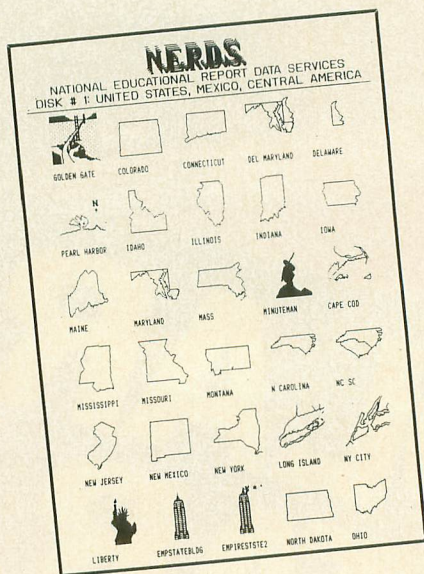 N.E.R.D.S.
NATIONAL EDUCATIONAL REPORT DATA SERVICES
DISK # 1: UNITED STATES, MEXICO, CENTRAL AMERICA
GOLDEN GATE COLORADO CONNECTICUT DEL MARYLAND DELAWARE
N
PEARL HARBOR IDAHO ILLINOIS INDIANA IOWA
MAINE MARYLAND MASS MINUTEMAN CAPE COD
MISSISSIPPI MISSOURI MONTANA N CAROLINA NC SC
NEW JERSEY NEW MEXICO NEW YORK LONG ISLAND NY CITY
LIBERTY EMPSTATEBLDG EMPIRESTSTE2 NORTH DAKOTA OHIO